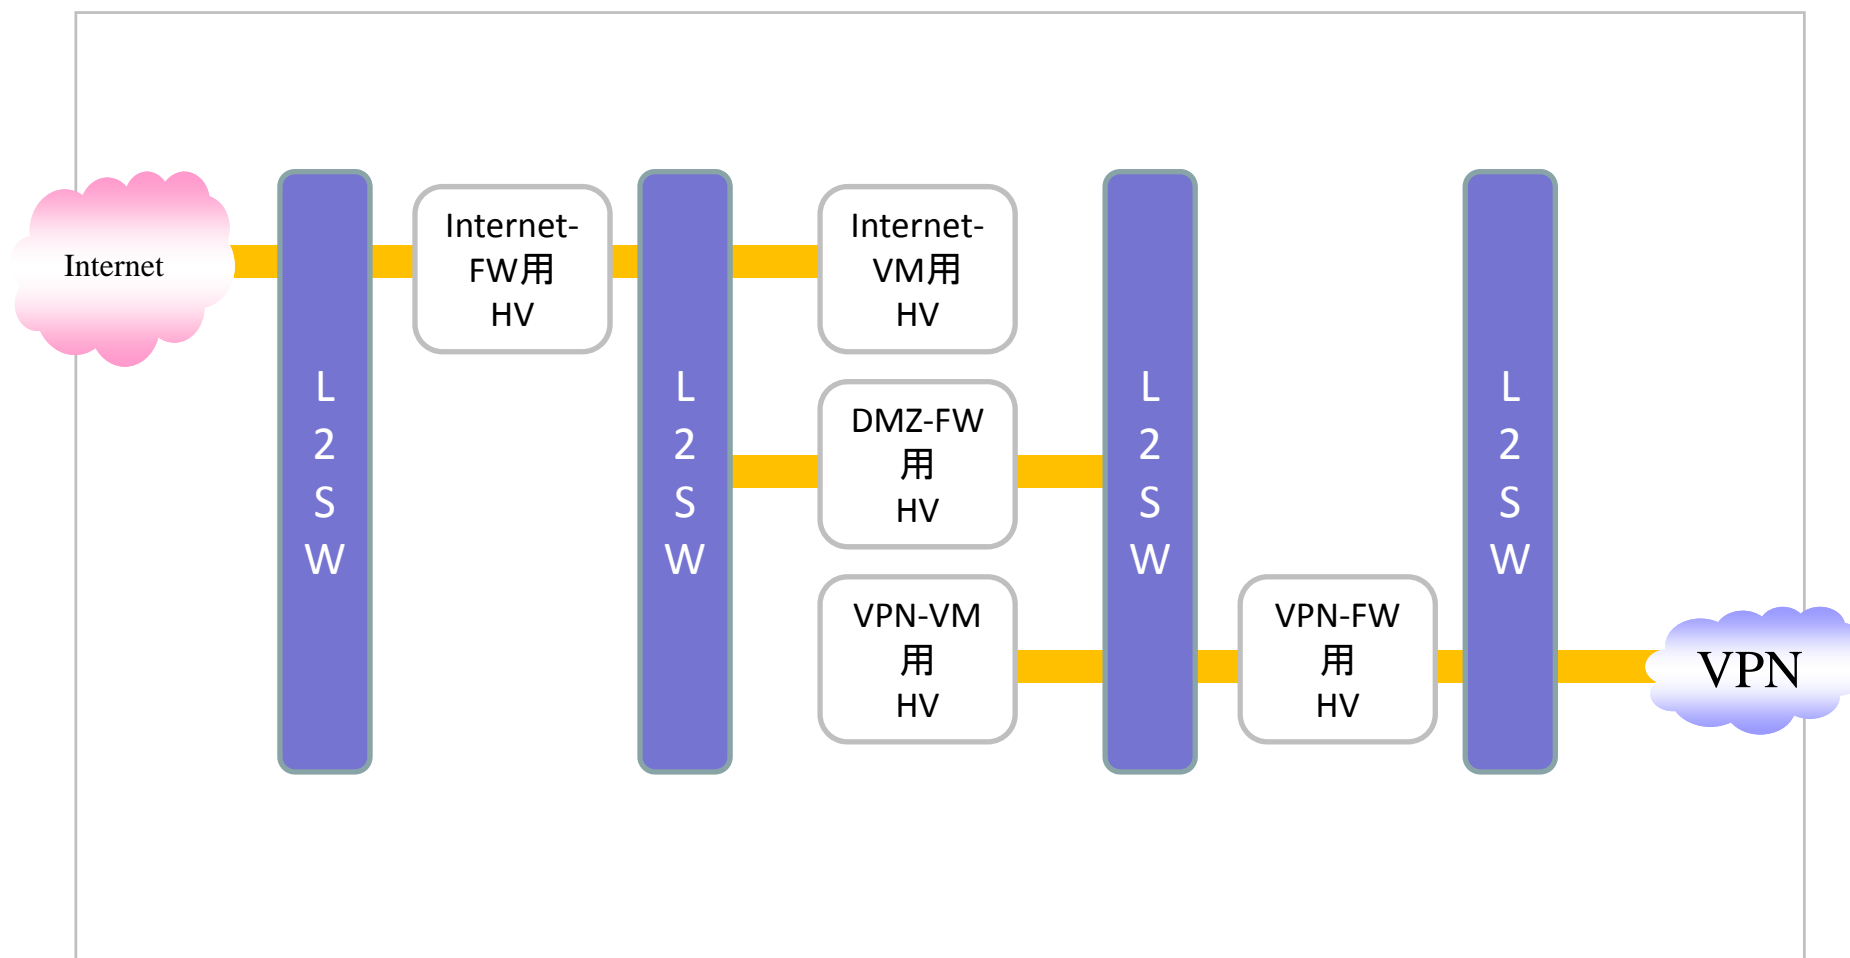 Internet
L
2
S
W
Internet-
FW用
HV
L
2
S
W
Internet-
VM用
HV
DMZ-FW
用
HV
VPN-VM
用
HV
L
2
S
W
VPN-FW
用
HV
L
2
S
W
VPN